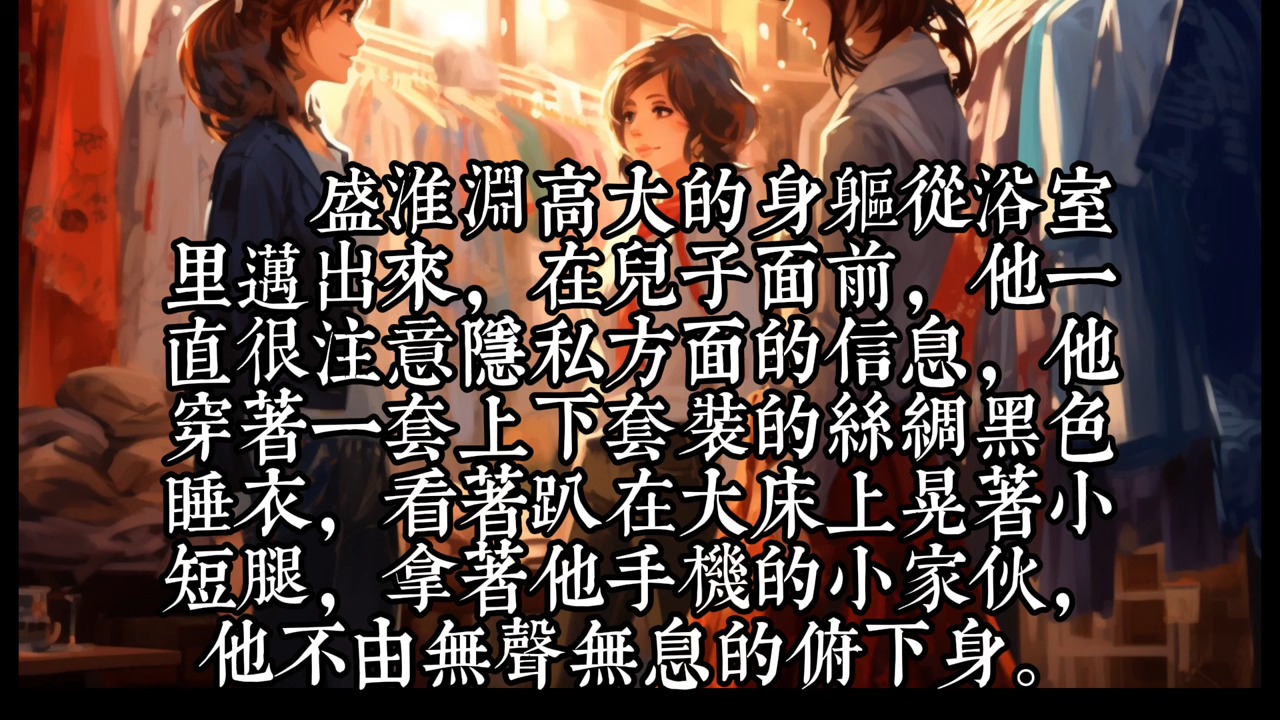 盛淮淵高大的身軀從浴室
里邁出來，在兒子面前，他一
直很注意隱私方面的信息，他
穿著一套上下套裝的絲綢黑色
睡衣，看著趴在大床上晃著小
短腿，拿著他手機的小家伙，
他不由無聲無息的俯下身。